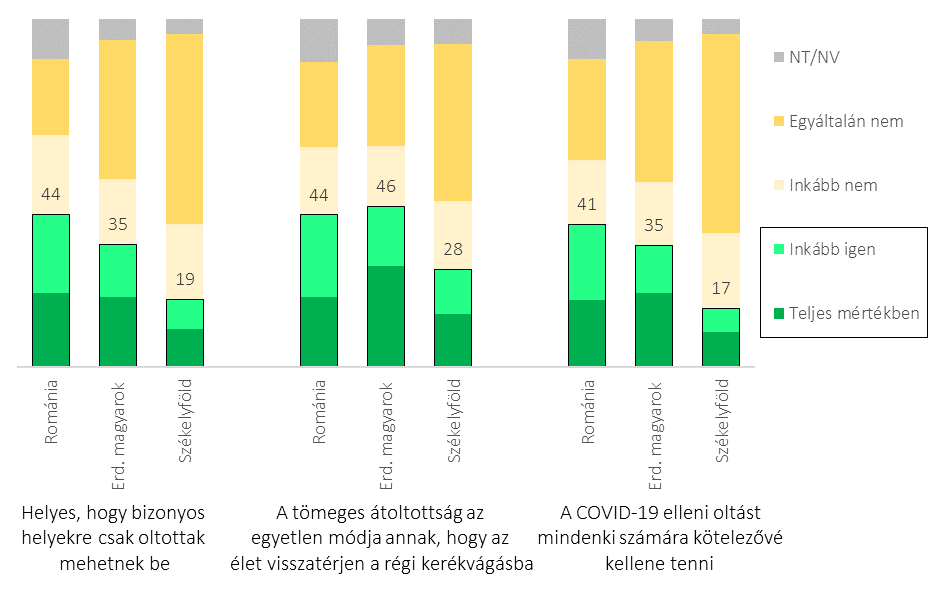 NT/NV
Egyáltalán nem
Inkább nem
Inkább igen
Teljes mértékben
44
35
19
44
46
28
41
35
17
Románia
Erd. magyarok
Székelyföld
Románia
Erd. magyarok
Székelyföld
Románia
Erd. magyarok
Székelyföld
Helyes, hogy bizonyos
helyekre csak oltottak
mehetnek be
A tömeges átoltottság az
egyetlen módja annak, hogy az
élet visszatérjen a régi kerékvágásba
A COVID-19 elleni oltást
mindenki számára kötelezővé
kellene tenni